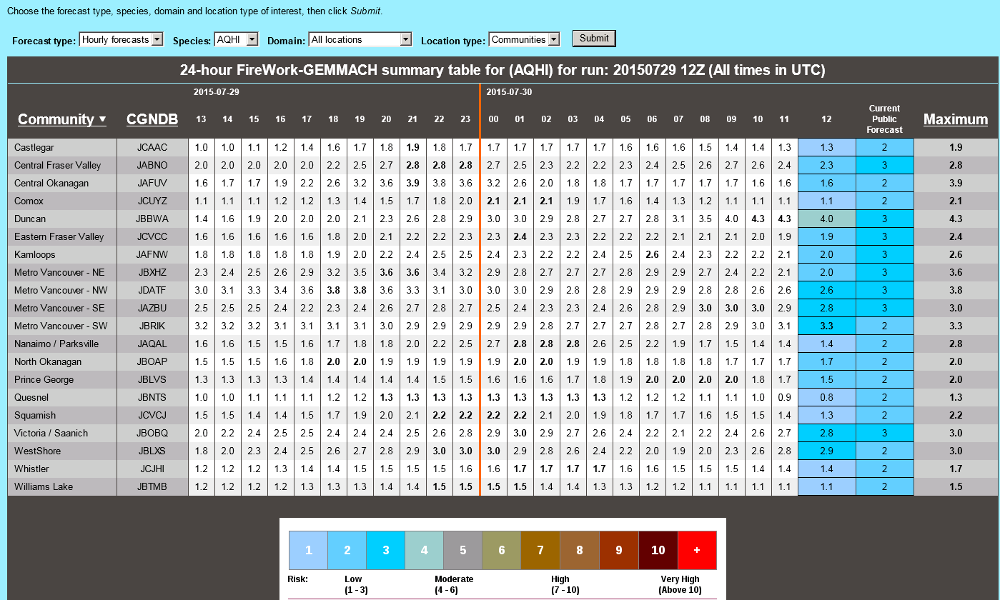 Choose the forecast type, species, domain and location type of interest, then click Submit.
Forecast type: Hourly forecasts Species: AQHI Domain: All locations Location type: Communities Submit
24-hour FireWork-GEMMACH summary table for (AQHI) for run: 20150729 12Z (All times in UTC)
2015-07-29 2015-07-30
Community ▼ CGNDB 13 14 15 16 17 18 19 20 21 22 23 00 01 02 03 04 05 06 07 08 09 10 11 12 Current Public Forecast Maximum
Castlegar JCAAC 1.0 1.0 1.1 1.2 1.4 1.6 1.7 1.8 1.9 1.8 1.7 1.7 1.7 1.7 1.7 1.7 1.6 1.6 1.6 1.5 1.4 1.4 1.3 1.3 2 1.9
Central Fraser Valley JABNO 2.0 2.0 2.0 2.0 2.0 2.2 2.5 2.7 2.8 2.8 2.8 2.7 2.5 2.3 2.2 2.2 2.3 2.4 2.5 2.6 2.7 2.6 2.4 2.3 3 2.8
Central Okanagan JAFUV 1.6 1.7 1.7 1.9 2.2 2.6 3.2 3.6 3.9 3.8 3.6 3.2 2.6 2.0 1.8 1.8 1.7 1.7 1.7 1.7 1.7 1.6 1.6 1.6 2 3.9
Comox JCUYZ 1.1 1.1 1.1 1.2 1.2 1.3 1.4 1.5 1.7 1.8 2.0 2.1 2.1 2.1 1.9 1.7 1.6 1.4 1.3 1.2 1.1 1.1 1.1 1.1 2 2.1
Duncan JBBWA 1.4 1.6 1.9 2.0 2.0 2.0 2.1 2.3 2.6 2.8 2.9 3.0 3.0 2.9 2.8 2.7 2.7 2.8 3.1 3.5 4.0 4.3 4.3 4.0 3 4.3
Eastern Fraser Valley JCVCC 1.6 1.6 1.6 1.6 1.6 1.8 2.0 2.1 2.2 2.2 2.3 2.3 2.4 2.3 2.3 2.2 2.2 2.2 2.1 2.1 2.1 2.0 1.9 1.9 3 2.4
Kamloops JAFNW 1.8 1.8 1.8 1.8 1.8 1.9 2.0 2.2 2.4 2.5 2.5 2.4 2.3 2.2 2.2 2.4 2.5 2.6 2.4 2.3 2.2 2.2 2.1 2.0 3 2.6
Metro Vancouver - NE JBXHZ 2.3 2.4 2.5 2.6 2.9 3.2 3.5 3.6 3.6 3.4 3.2 2.9 2.8 2.7 2.7 2.7 2.8 2.9 2.9 2.7 2.4 2.2 2.1 2.0 3 3.6
Metro Vancouver - NW JDATF 3.0 3.1 3.3 3.4 3.6 3.8 3.8 3.6 3.3 3.1 3.0 3.0 3.0 2.9 2.8 2.8 2.9 2.9 2.9 2.8 2.8 2.6 2.6 2.6 3 3.8
Metro Vancouver - SE JAZBU 2.5 2.5 2.5 2.4 2.2 2.3 2.4 2.6 2.7 2.8 2.7 2.5 2.4 2.3 2.3 2.4 2.6 2.8 2.9 3.0 3.0 3.0 2.9 2.8 3 3.0
Metro Vancouver - SW JBRIK 3.2 3.2 3.2 3.1 3.1 3.1 3.1 3.0 2.9 2.9 2.9 2.9 2.9 2.8 2.7 2.7 2.7 2.8 2.7 2.8 2.9 3.0 3.1 3.3 2 3.3
Nanaimo / Parksville JAQAL 1.6 1.6 1.5 1.5 1.6 1.7 1.8 1.8 2.0 2.2 2.5 2.7 2.8 2.8 2.8 2.6 2.5 2.2 1.9 1.7 1.5 1.4 1.4 1.4 2 2.8
North Okanagan JBOAP 1.5 1.5 1.5 1.6 1.8 2.0 2.0 1.9 1.9 1.9 1.9 1.9 2.0 2.0 1.9 1.9 1.8 1.8 1.8 1.8 1.7 1.7 1.7 1.7 2 2.0
Prince George JBLVS 1.3 1.3 1.3 1.3 1.4 1.4 1.4 1.4 1.4 1.5 1.5 1.6 1.6 1.6 1.7 1.8 1.9 2.0 2.0 2.0 2.0 1.8 1.7 1.5 2 2.0
Quesnel JBNTS 1.0 1.0 1.1 1.1 1.1 1.2 1.2 1.3 1.3 1.3 1.3 1.3 1.3 1.3 1.3 1.3 1.2 1.2 1.2 1.1 1.1 1.0 0.9 0.8 2 1.3
Squamish JCVCJ 1.5 1.5 1.4 1.4 1.5 1.7 1.9 2.0 2.1 2.2 2.2 2.2 2.2 2.1 2.0 1.9 1.8 1.7 1.7 1.6 1.5 1.5 1.4 1.3 2 2.2
Victoria / Saanich JBOBQ 2.0 2.2 2.4 2.5 2.5 2.4 2.4 2.4 2.5 2.6 2.8 2.9 3.0 2.9 2.7 2.6 2.4 2.2 2.1 2.2 2.4 2.6 2.7 2.8 3 3.0
WestShore JBLXS 1.8 2.0 2.3 2.4 2.5 2.6 2.7 2.8 2.9 3.0 3.0 3.0 2.9 2.8 2.6 2.4 2.2 2.0 1.9 2.0 2.3 2.6 2.8 2.9 2 3.0
Whistler JCJHI 1.2 1.2 1.2 1.3 1.4 1.4 1.5 1.5 1.5 1.5 1.6 1.6 1.7 1.7 1.7 1.7 1.6 1.6 1.5 1.5 1.5 1.4 1.4 1.4 2 1.7
Williams Lake JBTMB 1.2 1.2 1.2 1.2 1.3 1.3 1.3 1.4 1.4 1.5 1.5 1.5 1.5 1.4 1.4 1.3 1.3 1.2 1.2 1.1 1.1 1.1 1.1 1.1 2 1.5
1 2 3 4 5 6 7 8 9 10 +
Risk: Low Moderate High Very High
(1 - 3) (4 - 6) (7 - 10) (Above 10)